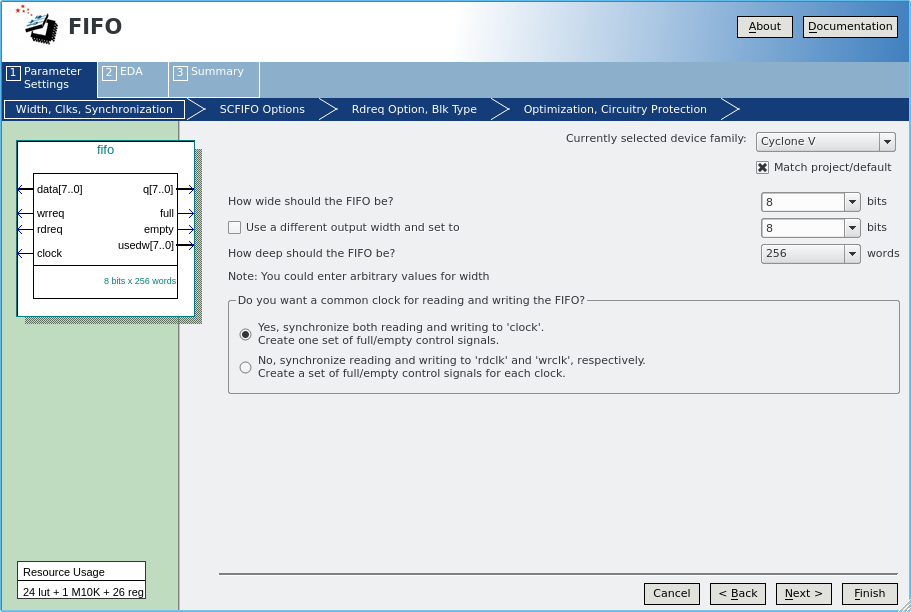 FIFO
About
Documentation
1 Parameter Settings
2 EDA
3 Summary
Width, Clks, Synchronization
SCFIFO Options
Rdreq Option, Blk Type
Optimization, Circuitry Protection
fifo
data[7..0] q[7..0]
wrreq full
rdreq empty
usedw[7..0]
clock
8 bits x 256 words
Resource Usage
24 lut + 1 M10K + 26 reg
Currently selected device family: Cyclone V
Match project/default
How wide should the FIFO be? 8 bits
Use a different output width and set to 8 bits
How deep should the FIFO be? 256 words
Note: You could enter arbitrary values for width
Do you want a common clock for reading and writing the FIFO?
Yes, synchronize both reading and writing to 'clock'.
Create one set of full/empty control signals.
No, synchronize reading and writing to 'rdclk' and 'wrclk', respectively.
Create a set of full/empty control signals for each clock.
Cancel
< Back
Next >
Finish